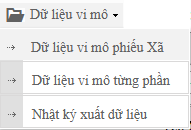 Dữ liệu vi mô
Dữ liệu vi mô phiếu Xã
Dữ liệu vi mô từng phần
Nhật ký xuất dữ liệu